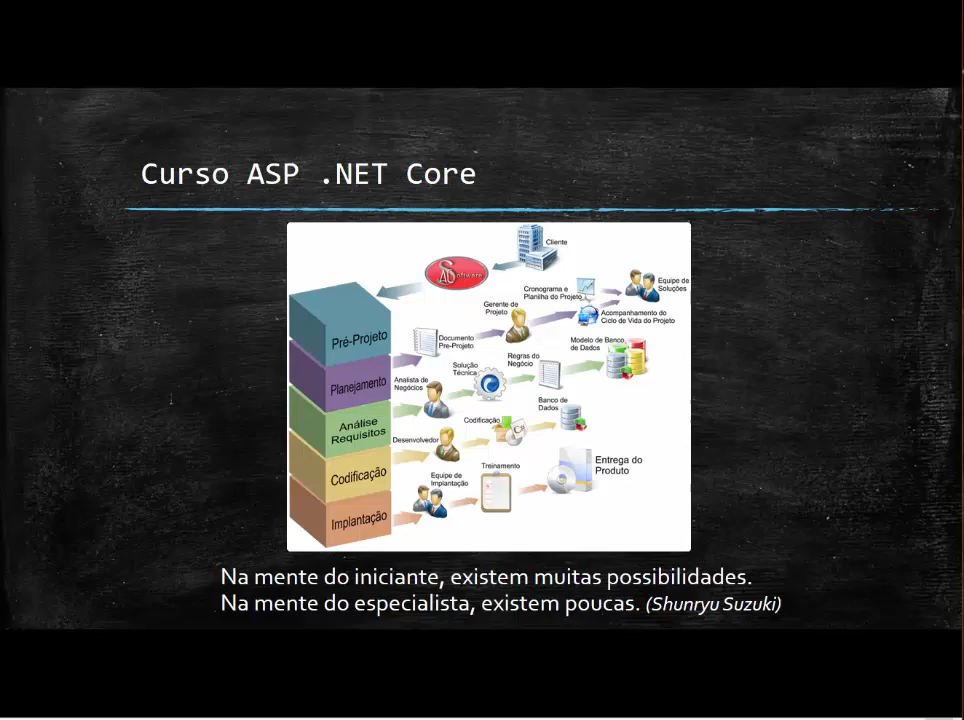 Curso ASP .NET Core
Cliente
SAS Software
Cronograma e
Planilha do Projeto
Equipe de
Soluções
Gerente de
Projeto
Acompanhamento do
Ciclo de Vida do Projeto
Pré-Projeto
Documento
Pre-Projeto
Modelo de Banco
de Dados
Regras do
Negócio
Solução
Técnica
Planejamento
Analista de
Negócios
Banco de
Dados
Análise
Requisitos
Codificação
Desenvolvedor
Entrega do
Produto
Codificação
Treinamento
Equipe de
Implantação
Implantação
Na mente do iniciante, existem muitas possibilidades.
Na mente do especialista, existem poucas. (Shunryu Suzuki)